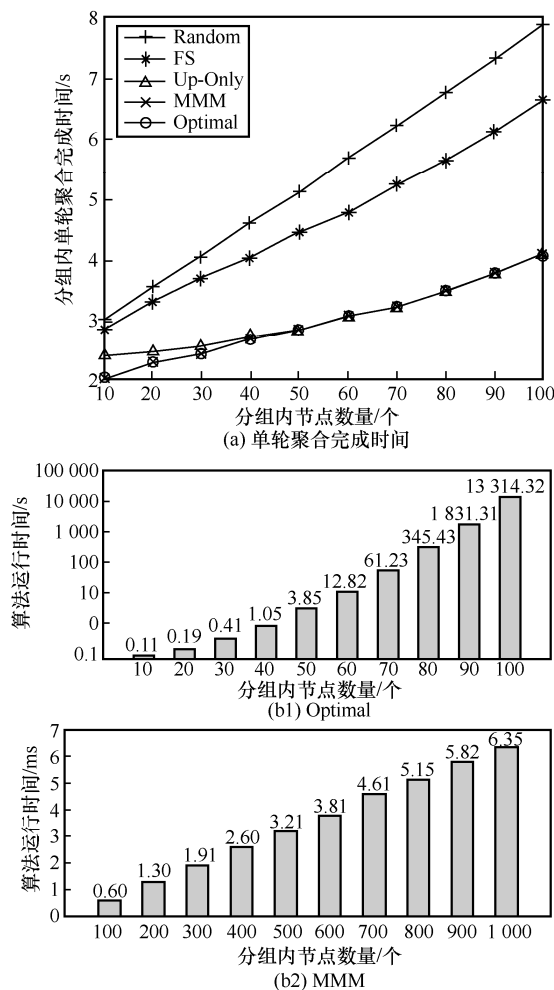 8
7
6
5
4
3
2
Random
FS
Up-Only
MMM
Optimal
分组内单轮聚合完成时间/s
10 20 30 40 50 60 70 80 90 100
分组内节点数量/个
(a) 单轮聚合完成时间
100 000
10 000
1 000
100
10
0
0.1
算法运行时间/s
0.11 0.19 0.41 1.05 3.85 12.82 61.23 345.43 1 831.31 13 314.32
10 20 30 40 50 60 70 80 90 100
分组内节点数量/个
(b1) Optimal
7
6
5
4
3
2
1
0
算法运行时间/ms
0.60 1.30 1.91 2.60 3.21 3.81 4.61 5.15 5.82 6.35
100 200 300 400 500 600 700 800 900 1 000
分组内节点数量/个
(b2) MMM